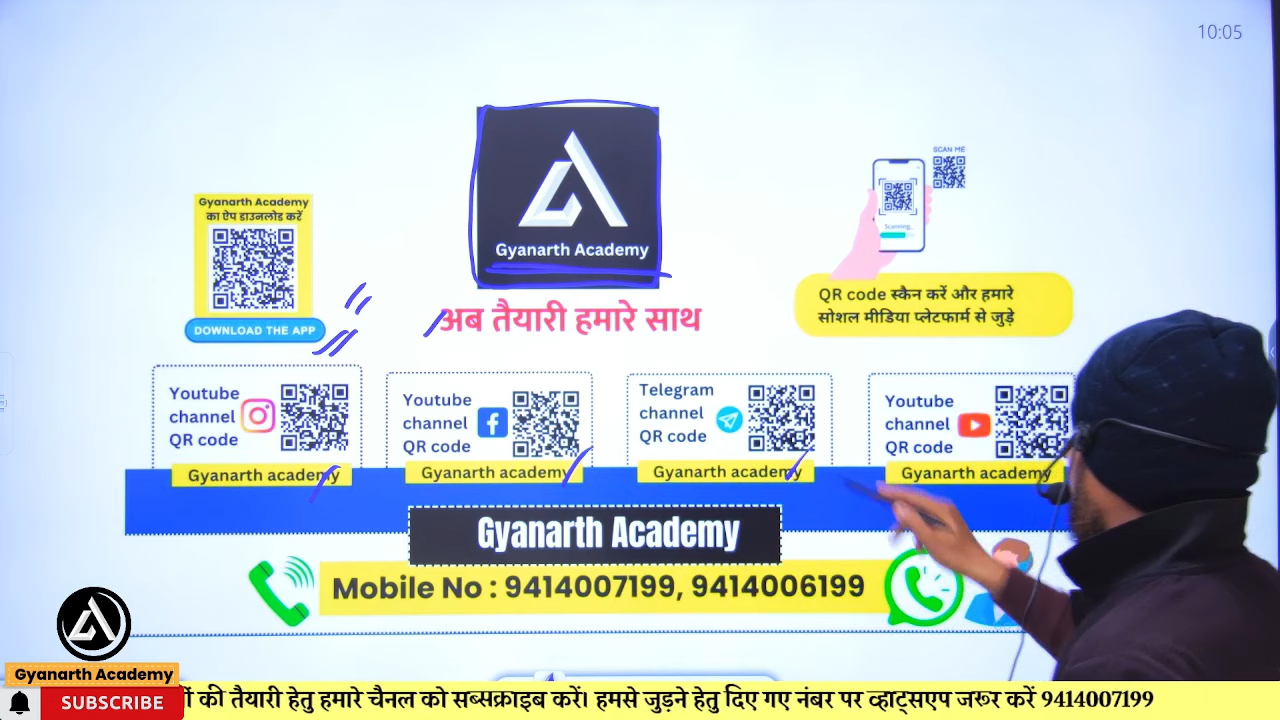 10:05
Gyanarth Academy
SCAN ME
Gyanarth Academy
का ऐप डाउनलोड करें
DOWNLOAD THE APP
Scanning...
अब तैयारी हमारे साथ
QR code स्कैन करें और हमारे
सोशल मीडिया प्लेटफार्म से जुड़े
Youtube
channel
QR code
Gyanarth academy
Youtube
channel
QR code
Gyanarth academy
Telegram
channel
QR code
Gyanarth academy
Youtube
channel
QR code
Gyanarth academy
Gyanarth Academy
Mobile No : 9414007199, 9414006199
Gyanarth Academy
SUBSCRIBE
की तैयारी हेतु हमारे चैनल को सब्सक्राइब करें। हमसे जुड़ने हेतु दिए गए नंबर पर व्हाट्सएप जरूर करें 9414007199